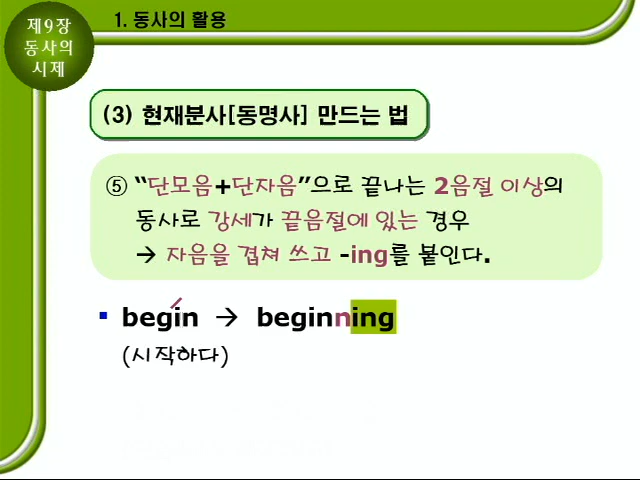 제9장
동사의
시제
1. 동사의 활용
(3) 현재분사[동명사] 만드는 법
⑤ “단모음+단자음”으로 끝나는 2음절 이상의
동사로 강세가 끝음절에 있는 경우
→ 자음을 겹쳐 쓰고 -ing를 붙인다.
▪ begin → beginning
(시작하다)